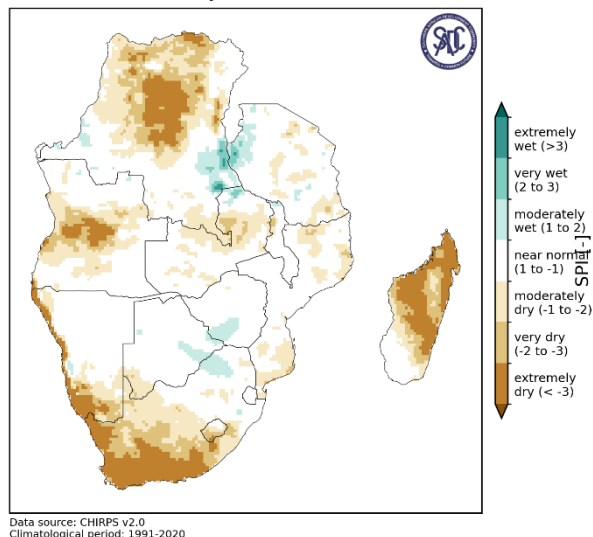 SADC
extremely
wet (>3)
very wet
(2 to 3)
moderately
wet (1 to 2)
near normal
(1 to -1)
moderately
dry (-1 to -2)
very dry
(-2 to -3)
extremely
dry (< -3)
SPI [-]
Data source: CHIRPS v2.0
Climatological period: 1991-2020